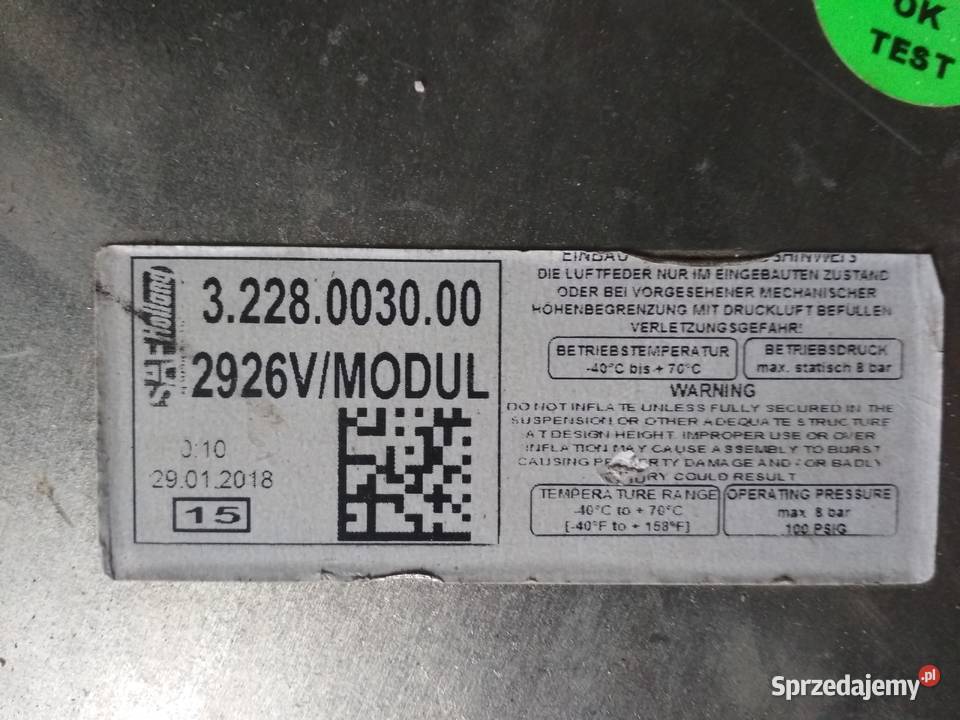 OK
TEST
SAF Holland
3.228.0030.00
2926V/MODUL
0:10
29.01.2018
15
DIE LUFTFEDER NUR IM EINGEBAUTEN ZUSTAND
ODER BEI VORGESEHENER MECHANISCHER
HÖHENBEGRENZUNG MIT DRUCKLUFT BEFÜLLEN
VERLETZUNGSGEFAHR!
BETRIEBSTEMPERATUR
-40°C bis + 70°C
BETRIEBSDRUCK
max. statisch 8 bar
WARNING
DO NOT INFLATE UNLESS FULLY SECURED IN THE
SUSPENSION OR OTHER ADEQUATE STRUCTURE
AT DESIGN HEIGHT. IMPROPER USE OR OVER
INFLATION MAY CAUSE ASSEMBLY TO BURST
CAUSING PROPERTY DAMAGE AND / OR BADLY
INJURY COULD RESULT
TEMPERATURE RANGE
-40°C to + 70°C
[-40°F to + 158°F]
OPERATING PRESSURE
max. 8 bar
100 PSIG
Sprzedajemy.pl